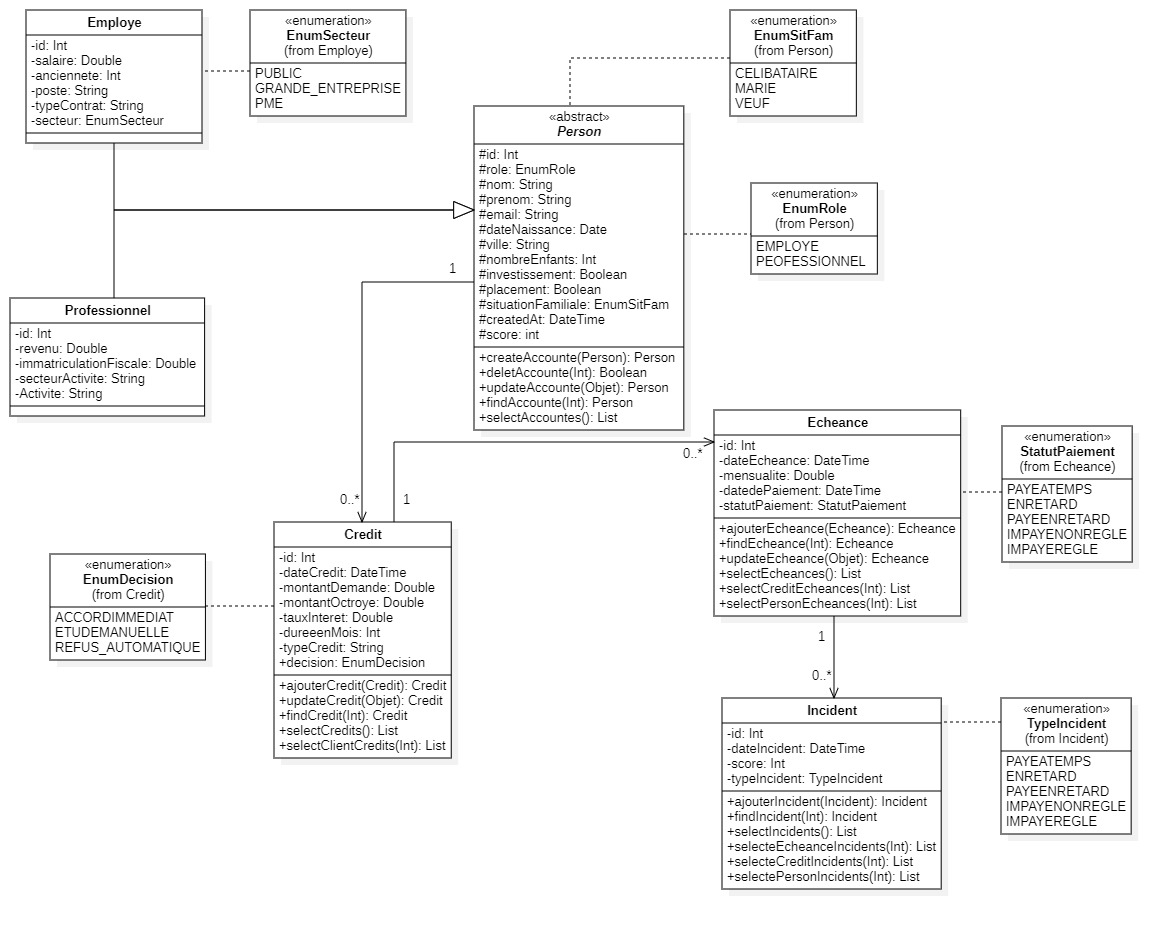 Employe
-id: Int
-salaire: Double
-anciennete: Int
-poste: String
-typeContrat: String
-secteur: EnumSecteur
«enumeration»
EnumSecteur
(from Employe)
PUBLIC
GRANDE_ENTREPRISE
PME
«enumeration»
EnumSitFam
(from Person)
CELIBATAIRE
MARIE
VEUF
«abstract»
Person
#id: Int
#role: EnumRole
#nom: String
#prenom: String
#email: String
#dateNaissance: Date
#ville: String
#nombreEnfants: Int
#investissement: Boolean
#placement: Boolean
#situationFamiliale: EnumSitFam
#createdAt: DateTime
#score: int
+createAccounte(Person): Person
+deletAccounte(Int): Boolean
+updateAccounte(Objet): Person
+findAccounte(Int): Person
+selectAccountes(): List
«enumeration»
EnumRole
(from Person)
EMPLOYE
PEOFESSIONNEL
1
Professionnel
-id: Int
-revenu: Double
-immatriculationFiscale: Double
-secteurActivite: String
-Activite: String
0..*
1
0..*
Echeance
-id: Int
-dateEcheance: DateTime
-mensualite: Double
-datedePaiement: DateTime
-statutPaiement: StatutPaiement
+ajouterEcheance(Echeance): Echeance
+findEcheance(Int): Echeance
+updateEcheance(Objet): Echeance
+selectEcheances(): List
+selectCreditEcheances(Int): List
+selectPersonEcheances(Int): List
«enumeration»
StatutPaiement
(from Echeance)
PAYEATEMPS
ENRETARD
PAYEENRETARD
IMPAYENONREGLE
IMPAYEREGLE
«enumeration»
EnumDecision
(from Credit)
ACCORDIMMEDIAT
ETUDEMANUELLE
REFUS_AUTOMATIQUE
Credit
-id: Int
-dateCredit: DateTime
-montantDemande: Double
-montantOctroye: Double
-tauxInteret: Double
-dureeenMois: Int
-typeCredit: String
+decision: EnumDecision
+ajouterCredit(Credit): Credit
+updateCredit(Objet): Credit
+findCredit(Int): Credit
+selectCredits(): List
+selectClientCredits(Int): List
1
0..*
Incident
-id: Int
-dateIncident: DateTime
-score: Int
-typeIncident: TypeIncident
+ajouterIncident(Incident): Incident
+findIncident(Int): Incident
+selectIncidents(): List
+selecteEcheanceIncidents(Int): List
+selecteCreditIncidents(Int): List
+selectePersonIncidents(Int): List
«enumeration»
TypeIncident
(from Incident)
PAYEATEMPS
ENRETARD
PAYEENRETARD
IMPAYENONREGLE
IMPAYEREGLE